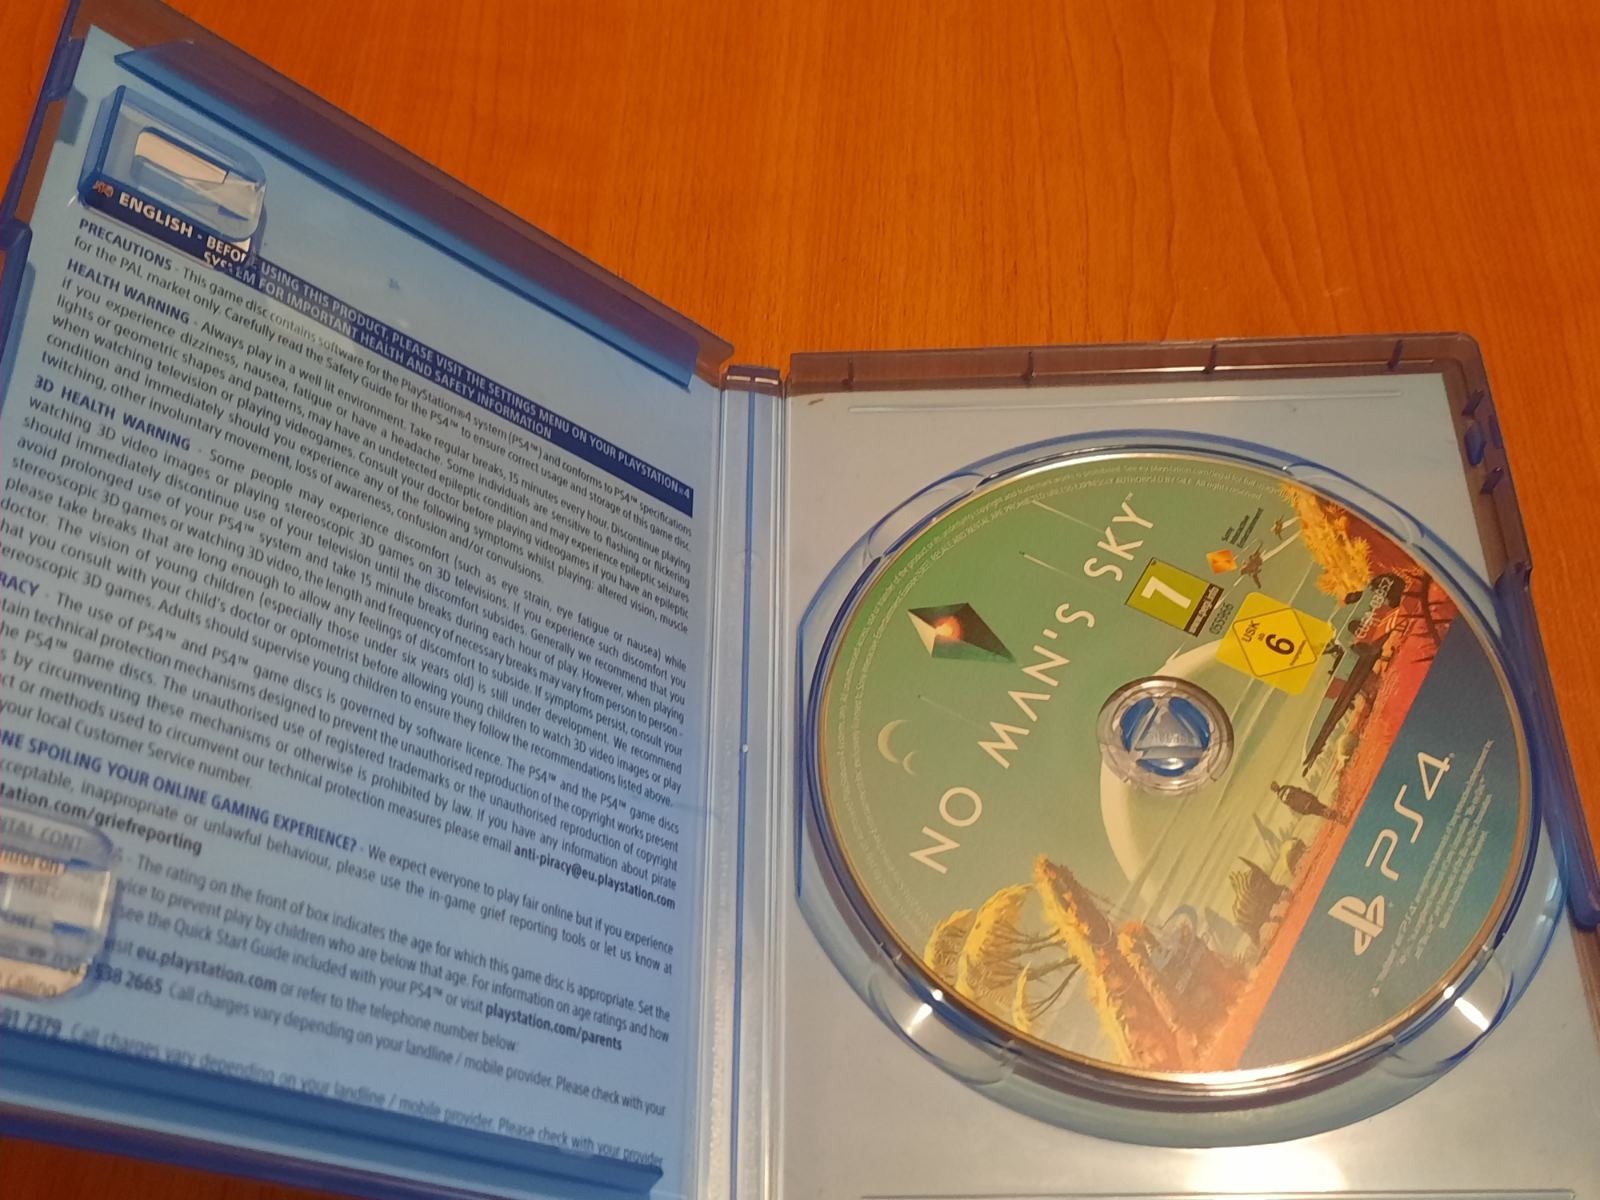 ENGLISH - BEFORE USING THIS PRODUCT, PLEASE VISIT THE SETTINGS MENU ON YOUR PLAYSTATION®4
SYSTEM FOR IMPORTANT HEALTH AND SAFETY INFORMATION
PRECAUTIONS - This game disc contains software for the PlayStation®4 system (PS4™) and conforms to PS4™ specifications
for the PAL market only. Carefully read the Safety Guide for the PS4™ to ensure correct usage and storage of this game disc.
HEALTH WARNING - Always play in a well lit environment. Take regular breaks, 15 minutes every hour. Discontinue playing
if you experience dizziness, nausea, fatigue or have a headache. Some individuals are sensitive to flashing or flickering
lights or geometric shapes and patterns, may have an undetected epileptic condition and may experience epileptic seizures
when watching television or playing videogames. Consult your doctor before playing videogames if you have an epileptic
condition and immediately should you experience any of the following symptoms whilst playing: altered vision, muscle
twitching, other involuntary movement, loss of awareness, confusion and/or convulsions.
3D HEALTH WARNING - Some people may experience discomfort (such as eye strain, eye fatigue or nausea) while
watching 3D video images or playing stereoscopic 3D games on 3D televisions. If you experience such discomfort you
should immediately discontinue use of your television until the discomfort subsides. Generally we recommend that you
avoid prolonged use of your PS4™ system and take 15 minute breaks during each hour of play. However, when playing
stereoscopic 3D games or watching 3D video, the length and frequency of necessary breaks may vary from person to person -
please take breaks that are long enough to allow any feelings of discomfort to subside. If symptoms persist, consult your
doctor. The vision of young children (especially those under six years old) is still under development. We recommend
that you consult with your child's doctor or optometrist before allowing young children to watch 3D video images or play
stereoscopic 3D games. Adults should supervise young children to ensure they follow the recommendations listed above.
RACY - The use of PS4™ and PS4™ game discs is governed by software licence. The PS4™ and the PS4™ game discs
tain technical protection mechanisms designed to prevent the unauthorised reproduction of the copyright works present
he PS4™ game discs. The unauthorised use of registered trademarks or the unauthorised reproduction of copyright
s by circumventing these mechanisms or otherwise is prohibited by law. If you have any information about pirate
ct or methods used to circumvent our technical protection measures please email anti-piracy@eu.playstation.com
your local Customer Service number.
NE SPOILING YOUR ONLINE GAMING EXPERIENCE? - We expect everyone to play fair online but if you experience
cceptable, inappropriate or unlawful behaviour, please use the in-game grief reporting tools or let us know at
tation.com/griefreporting
- The rating on the front of box indicates the age for which this game disc is appropriate. Set the
vice to prevent play by children who are below that age. For information on age ratings and how
See the Quick Start Guide included with your PS4™ or visit playstation.com/parents
visit eu.playstation.com or refer to the telephone number below:
538 2665 Call charges vary depending on your landline / mobile provider. Please check with your
91 7379 Call charges vary depending on your landline / mobile provider. Please check with your provider
NO MAN'S SKY™
7
USK
6
PS4